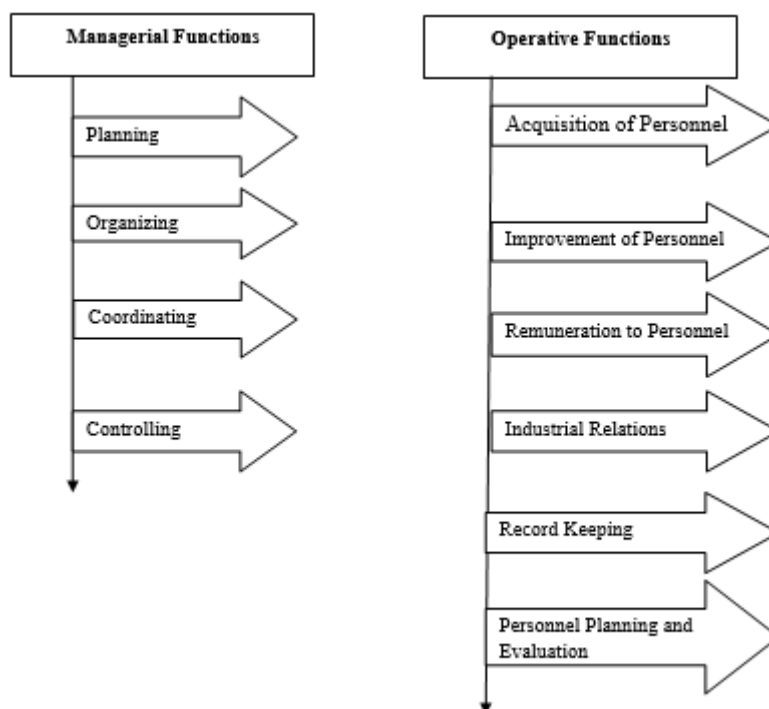 Managerial Functions
Planning
Organizing
Coordinating
Controlling
Operative Functions
Acquisition of Personnel
Improvement of Personnel
Remuneration to Personnel
Industrial Relations
Record Keeping
Personnel Planning and
Evaluation